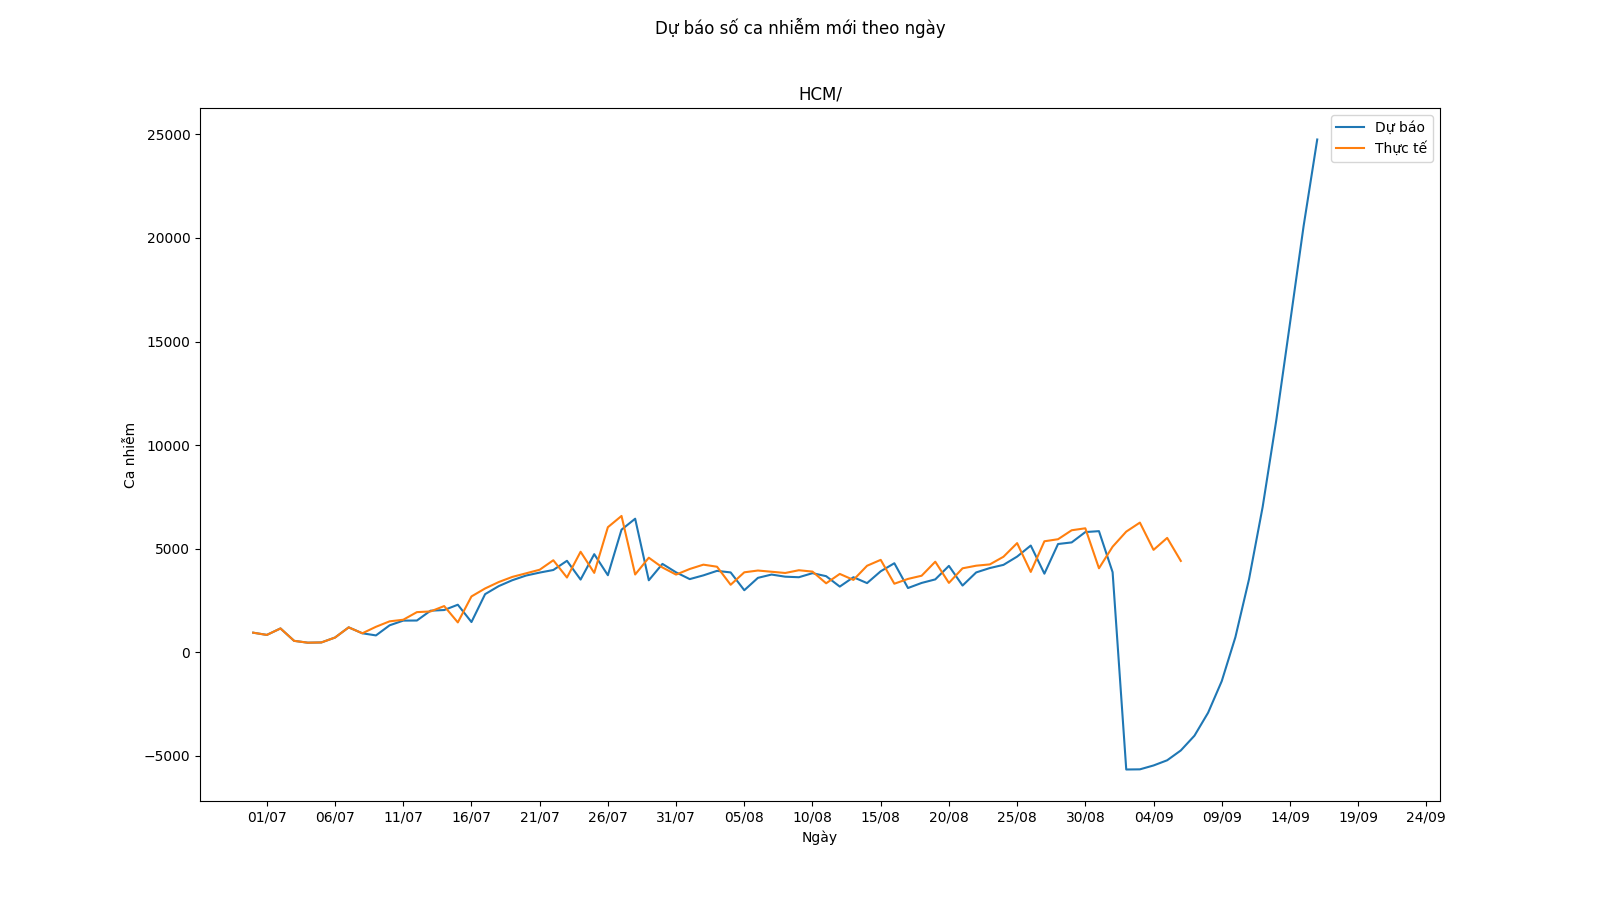 Dự báo số ca nhiễm mới theo ngày
HCM/
Dự báo
Thực tế
25000
20000
15000
10000
5000
0
−5000
Ca nhiễm
01/07 06/07 11/07 16/07 21/07 26/07 31/07 05/08 10/08 15/08 20/08 25/08 30/08 04/09 09/09 14/09 19/09 24/09
Ngày